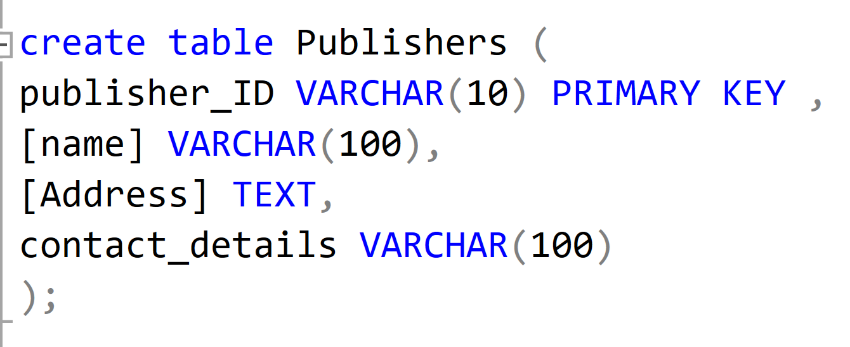 create table Publishers (
publisher_ID VARCHAR(10) PRIMARY KEY ,
[name] VARCHAR(100),
[Address] TEXT,
contact_details VARCHAR(100)
);